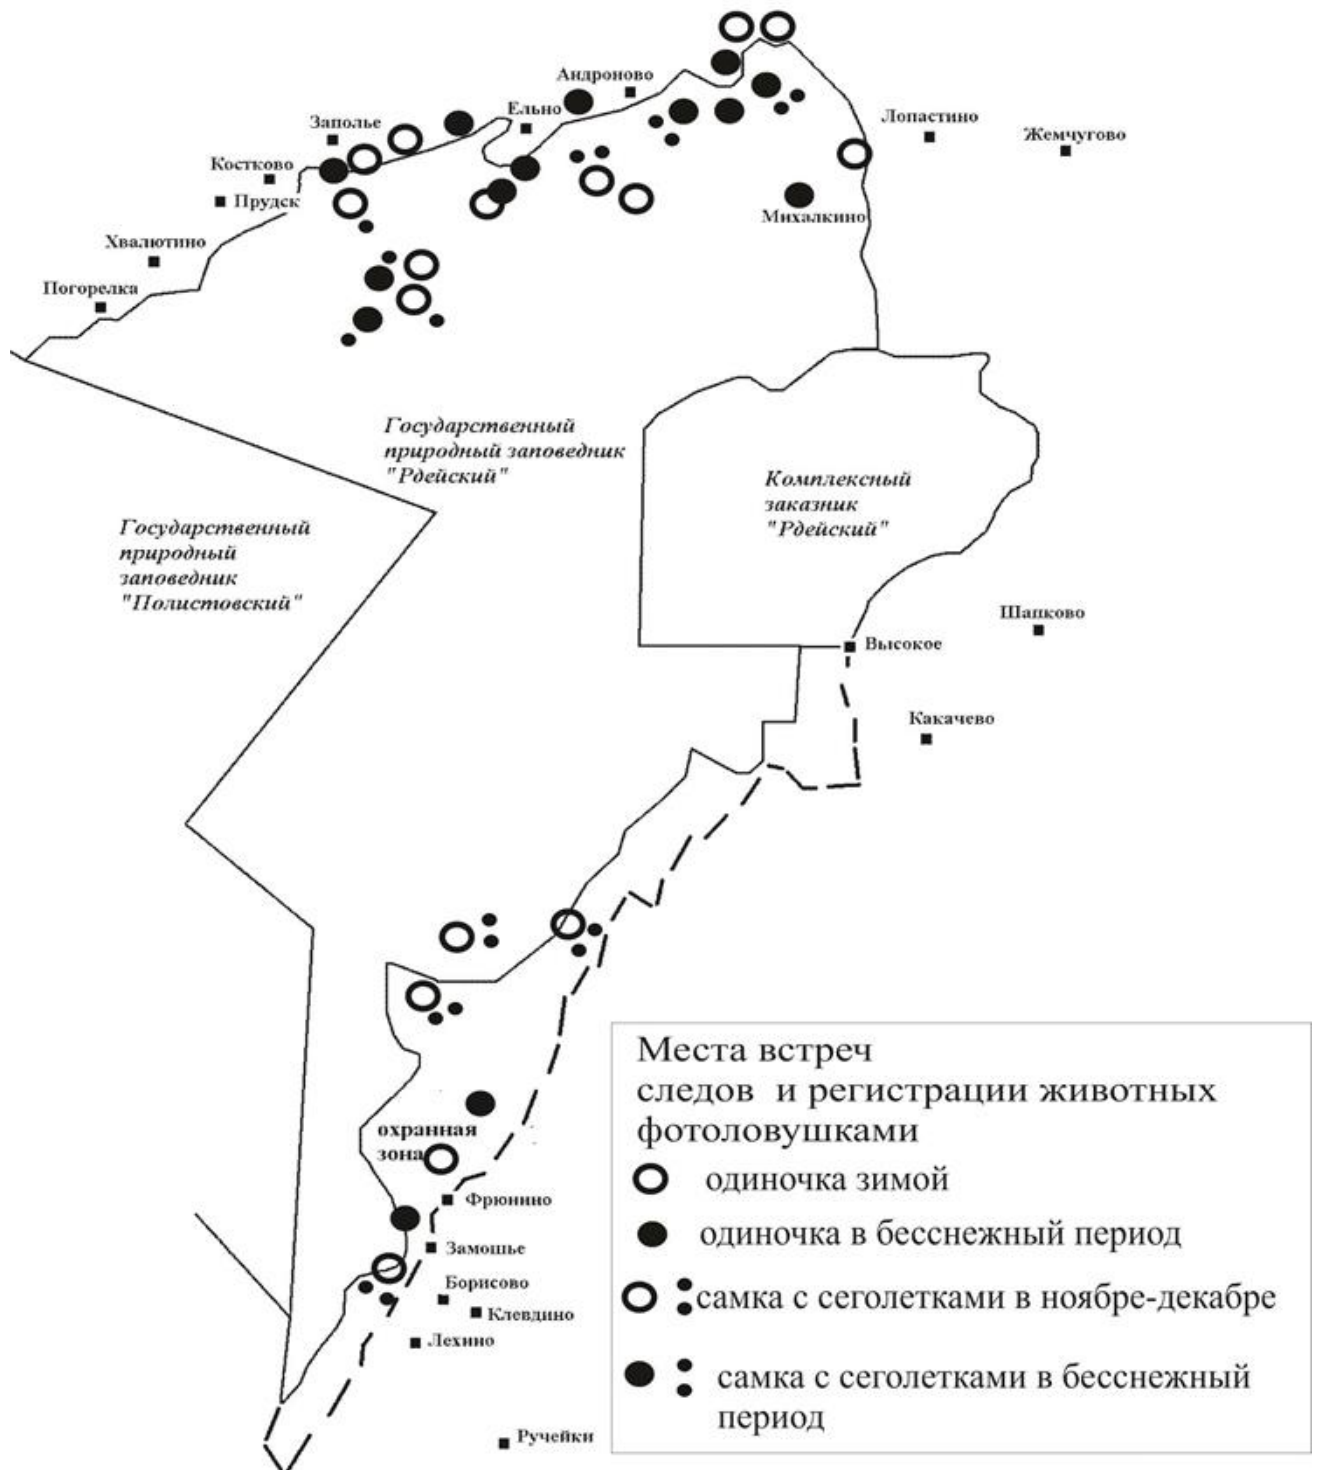 Андроново
Ельно
Заполье
Лопастино
Жемчугово
Костково
Прудск
Михалкино
Хвалютино
Погорелка
Государственный
природный заповедник
"Рдейский"
Комплексный
заказник
"Рдейский"
Государственный
природный
заповедник
"Полистовский"
Шапково
Высокое
Какачево
Места встреч
следов и регистрации животных
фотоловушками
одиночка зимой
одиночка в бесснежный период
самка с сеголетками в ноябре-декабре
самка с сеголетками в бесснежный
период
охранная
зона
Фрюнино
Замошье
Борисово
Клевдино
Лехино
Ручейки